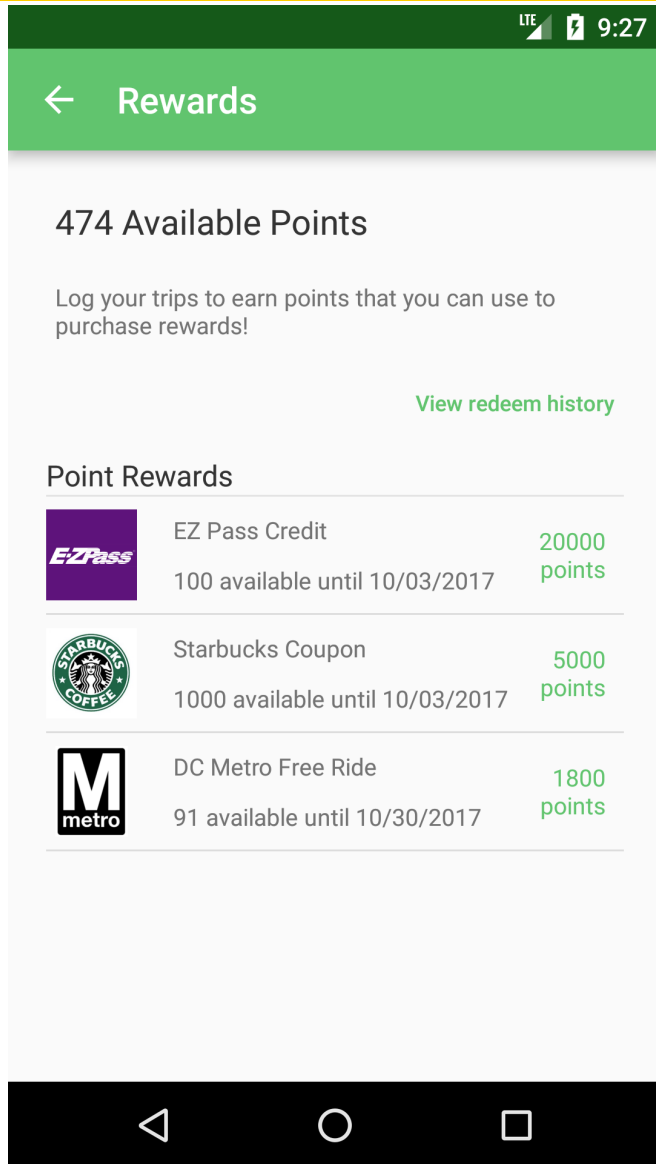 LTE 9:27
Rewards
474 Available Points
Log your trips to earn points that you can use to
purchase rewards!
View redeem history
Point Rewards
E-ZPass
EZ Pass Credit
100 available until 10/03/2017
20000
points
STARBUCKS
COFFEE
Starbucks Coupon
1000 available until 10/03/2017
5000
points
M
metro
DC Metro Free Ride
91 available until 10/30/2017
1800
points